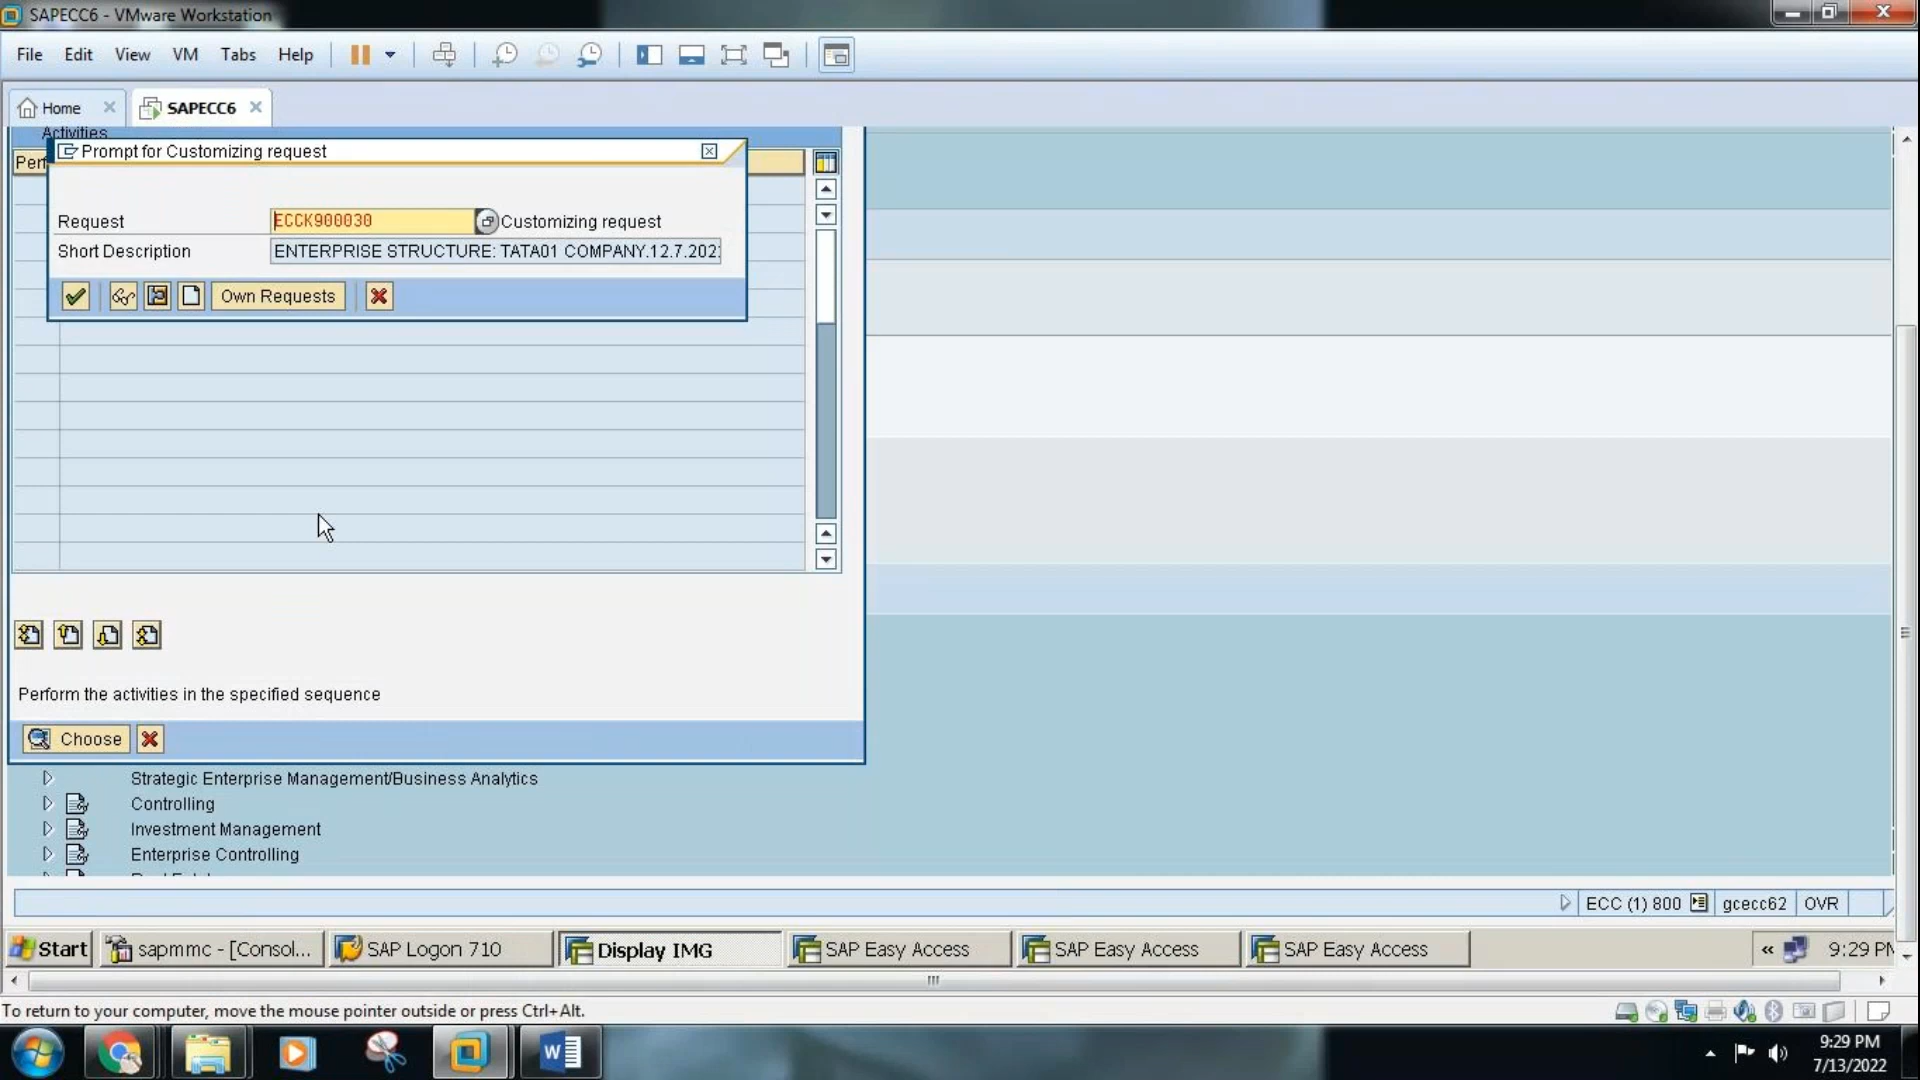 SAPECC6 - VMware Workstation
File Edit View VM Tabs Help
Home SAPECC6
Activities
Perf
Prompt for Customizing request
Request ECCK900030 Customizing request
Short Description ENTERPRISE STRUCTURE: TATA01 COMPANY.12.7.202
Own Requests
Perform the activities in the specified sequence
Choose
Strategic Enterprise Management/Business Analytics
Controlling
Investment Management
Enterprise Controlling
ECC (1) 800 gcecc62 OVR
Start sapmmc - [Consol... SAP Logon 710 Display IMG SAP Easy Access SAP Easy Access SAP Easy Access « 9:29 PM
To return to your computer, move the mouse pointer outside or press Ctrl+Alt.
9:29 PM
7/13/2022